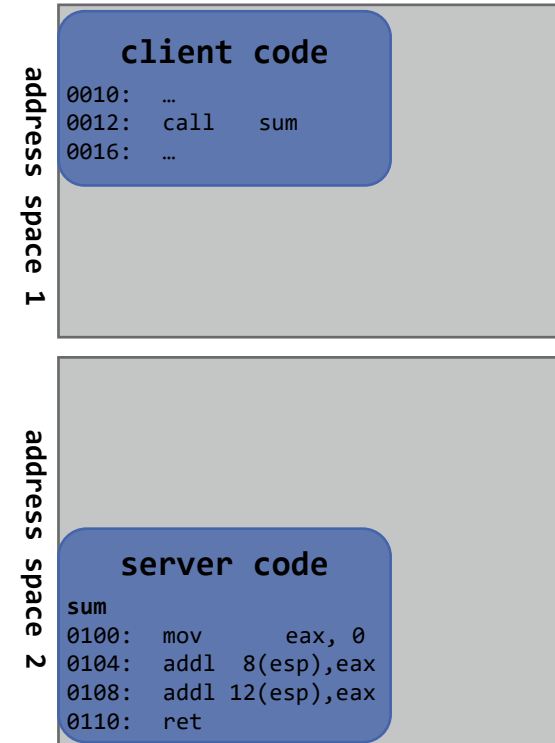 address space 1
client code
0010: …
0012: call sum
0016: …
address space 2
server code
sum
0100: mov eax, 0
0104: addl 8(esp),eax
0108: addl 12(esp),eax
0110: ret